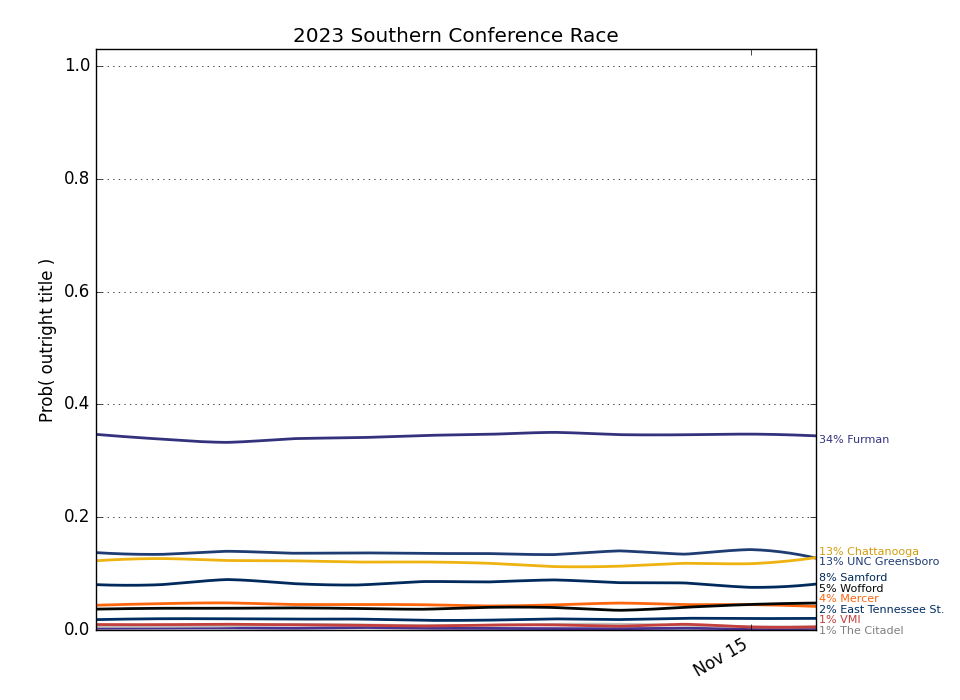 2023 Southern Conference Race
Prob( outright title )
1.0
0.8
0.6
0.4
0.2
0.0
34% Furman
13% Chattanooga
13% UNC Greensboro
8% Samford
5% Wofford
4% Mercer
2% East Tennessee St.
1% VMI
1% The Citadel
Nov 15